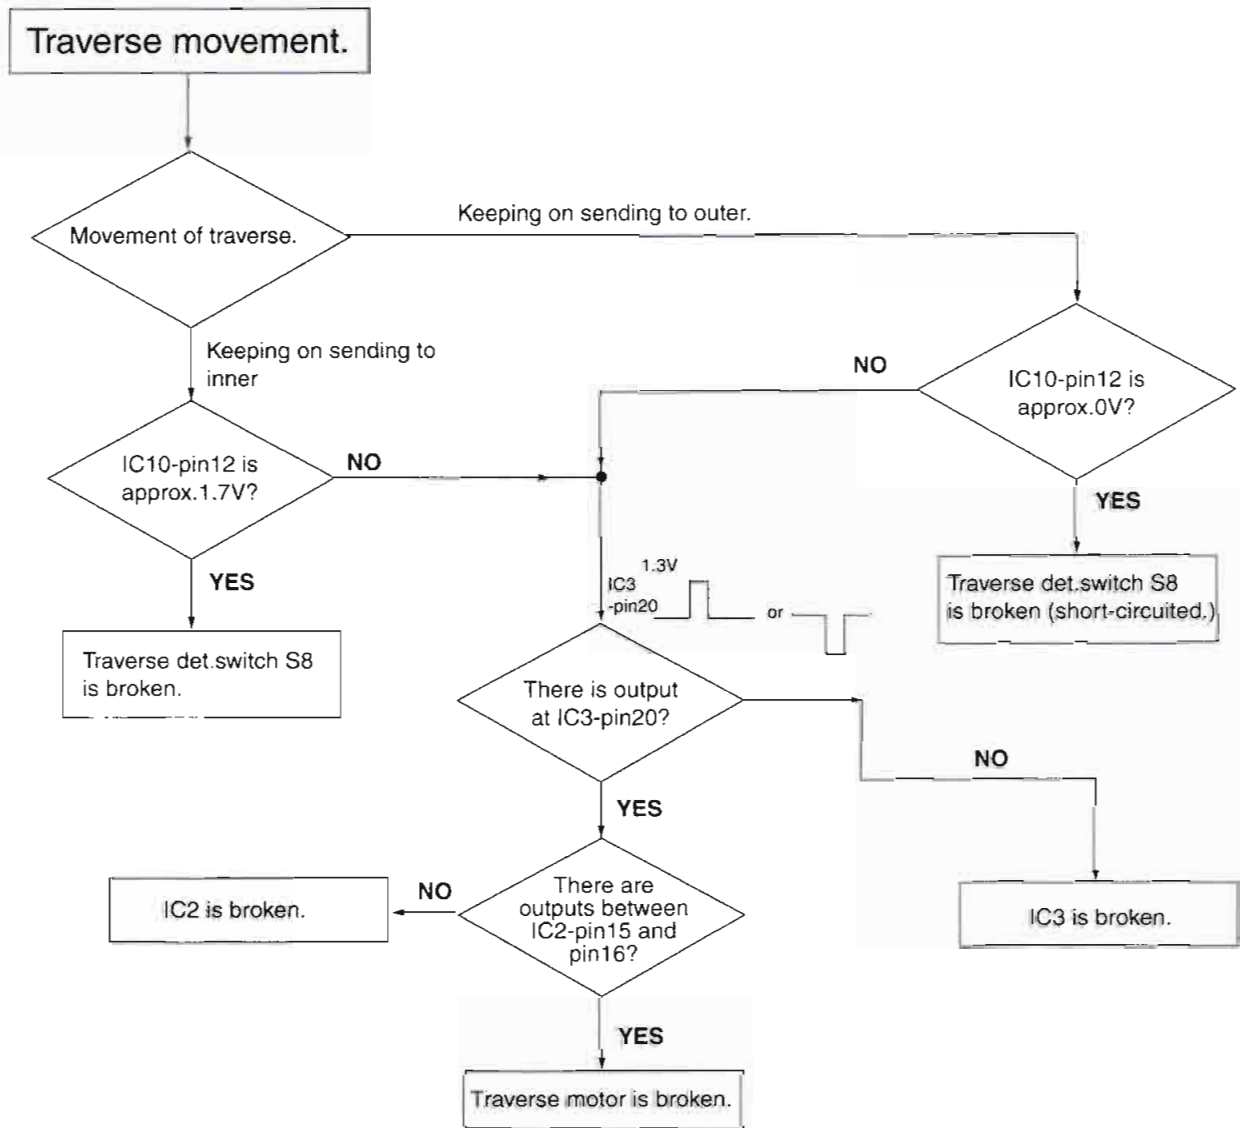 Traverse movement.
Keeping on sending to outer.
Movement of traverse.
Keeping on sending to
inner
NO
IC10-pin12 is
approx.0V?
IC10-pin12 is
approx.1.7V?
NO
YES
YES
1.3V
IC3
-pin20
or
Traverse det.switch S8
is broken (short-circuited.)
Traverse det.switch S8
is broken.
There is output
at IC3-pin20?
NO
YES
IC2 is broken.
NO
There are
outputs between
IC2-pin15 and
pin16?
IC3 is broken.
YES
Traverse motor is broken.